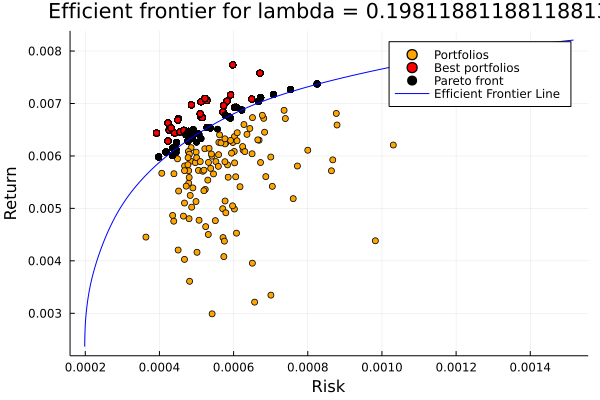 Efficient frontier for lambda = 0.1981188118811881
0.008
0.007
0.006
0.005
0.004
0.003
Return
Portfolios
Best portfolios
Pareto front
Efficient Frontier Line
0.0002 0.0004 0.0006 0.0008 0.0010 0.0012 0.0014
Risk